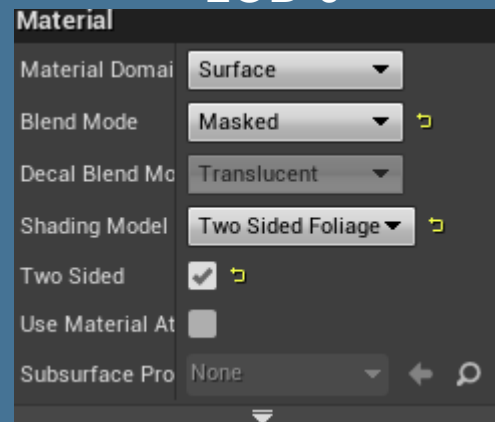 Material
Material Domai Surface
Blend Mode Masked
Decal Blend Mo Translucent
Shading Model Two Sided Foliage
Two Sided
Use Material At
Subsurface Pro None